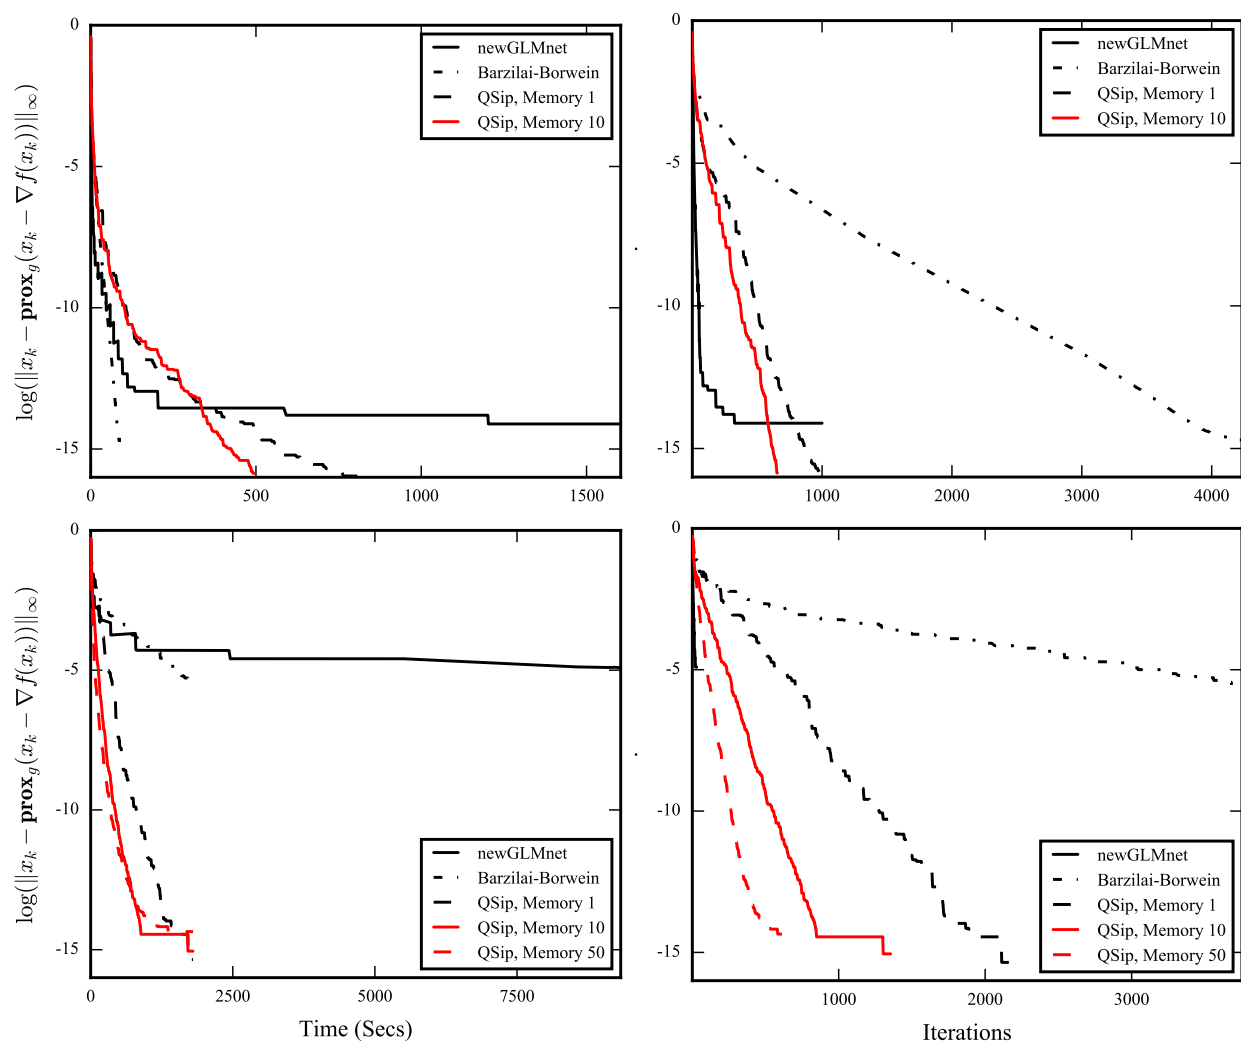 0
-5
-10
-15
0
500
1000
1500
log(||x_k − prox_g(x_k − ∇f(x_k))||_∞)
newGLMnet
Barzilai-Borwein
QSip, Memory 1
QSip, Memory 10
0
-5
-10
-15
1000
2000
3000
4000
newGLMnet
Barzilai-Borwein
QSip, Memory 1
QSip, Memory 10
0
-5
-10
-15
0
2500
5000
7500
log(||x_k − prox_g(x_k − ∇f(x_k))||_∞)
Time (Secs)
newGLMnet
Barzilai-Borwein
QSip, Memory 1
QSip, Memory 10
QSip, Memory 50
0
-5
-10
-15
1000
2000
3000
Iterations
newGLMnet
Barzilai-Borwein
QSip, Memory 1
QSip, Memory 10
QSip, Memory 50